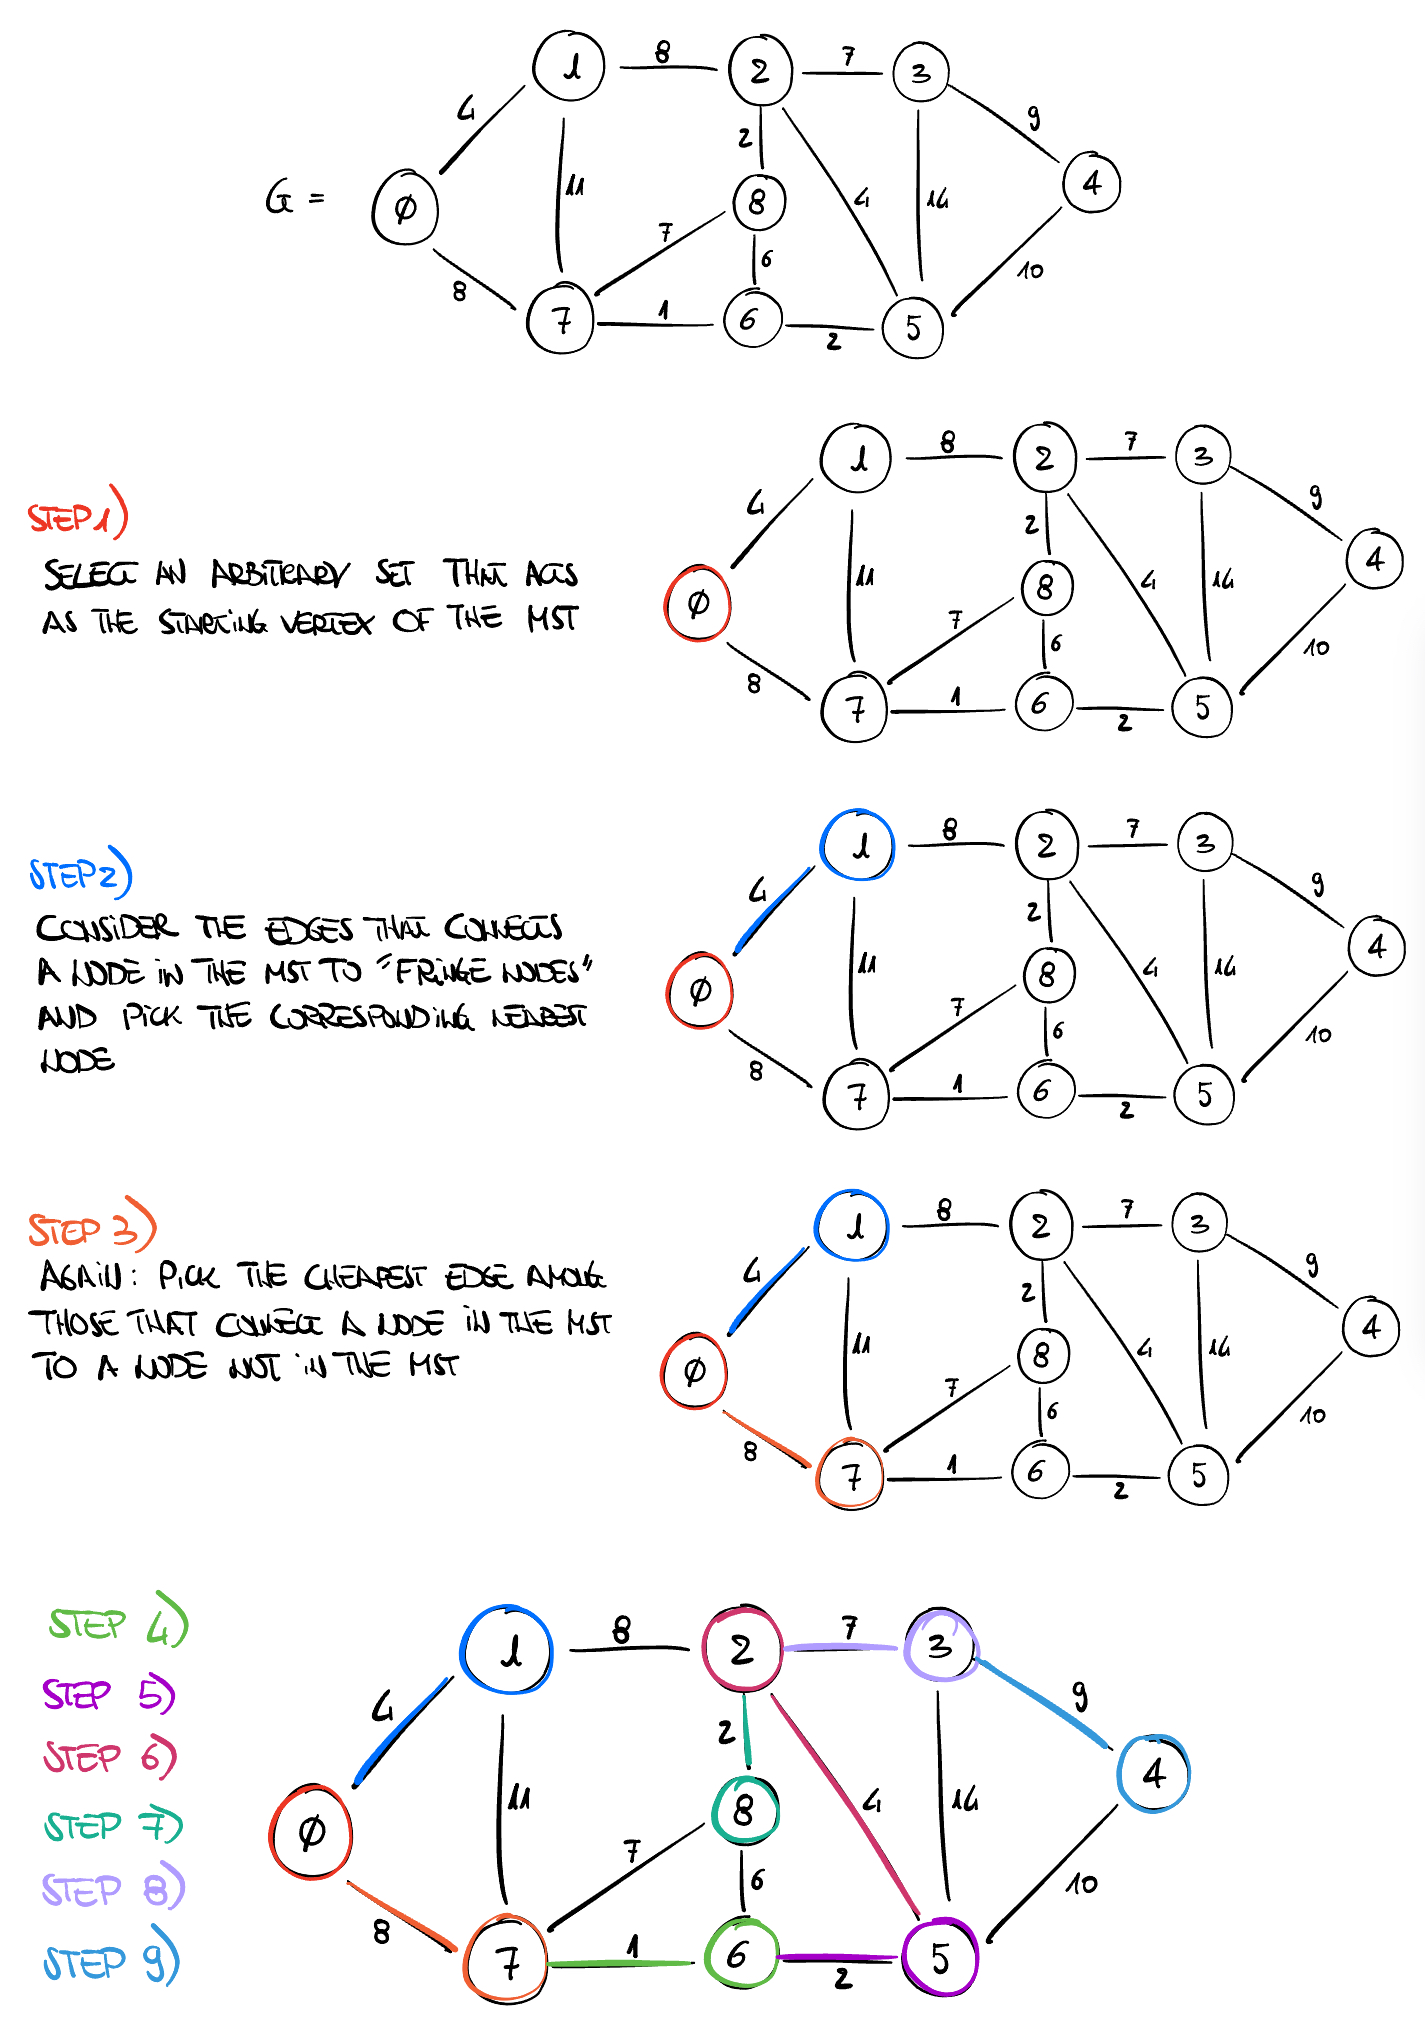 1 8 2 7 3
4 11 2 4 14 9
G = 0 8 4
7 6 10
8 7 1 6 2 5
1 8 2 7 3
4 11 2 4 14 9
0 8 4
7 6 10
8 7 1 6 2 5
STEP 1)
SELECT AN ARBITRARY SET THAT ACTS
AS THE STARTING VERTEX OF THE MST
1 8 2 7 3
4 11 2 4 14 9
0 8 4
7 6 10
8 7 1 6 2 5
STEP 2)
CONSIDER THE EDGES THAT CONNECTS
A NODE IN THE MST TO "FRINGE NODES"
AND PICK THE CORRESPONDING NEAREST
NODE
1 8 2 7 3
4 11 2 4 14 9
0 8 4
7 6 10
8 7 1 6 2 5
STEP 3)
AGAIN: PICK THE CHEAPEST EDGE AMONG
THOSE THAT CONNECT A NODE IN THE MST
TO A NODE NOT IN THE MST
STEP 4)
STEP 5)
STEP 6)
STEP 7)
STEP 8)
STEP 9)
1 8 2 7 3
4 11 2 4 14 9
0 8 4
7 6 10
8 7 1 6 2 5